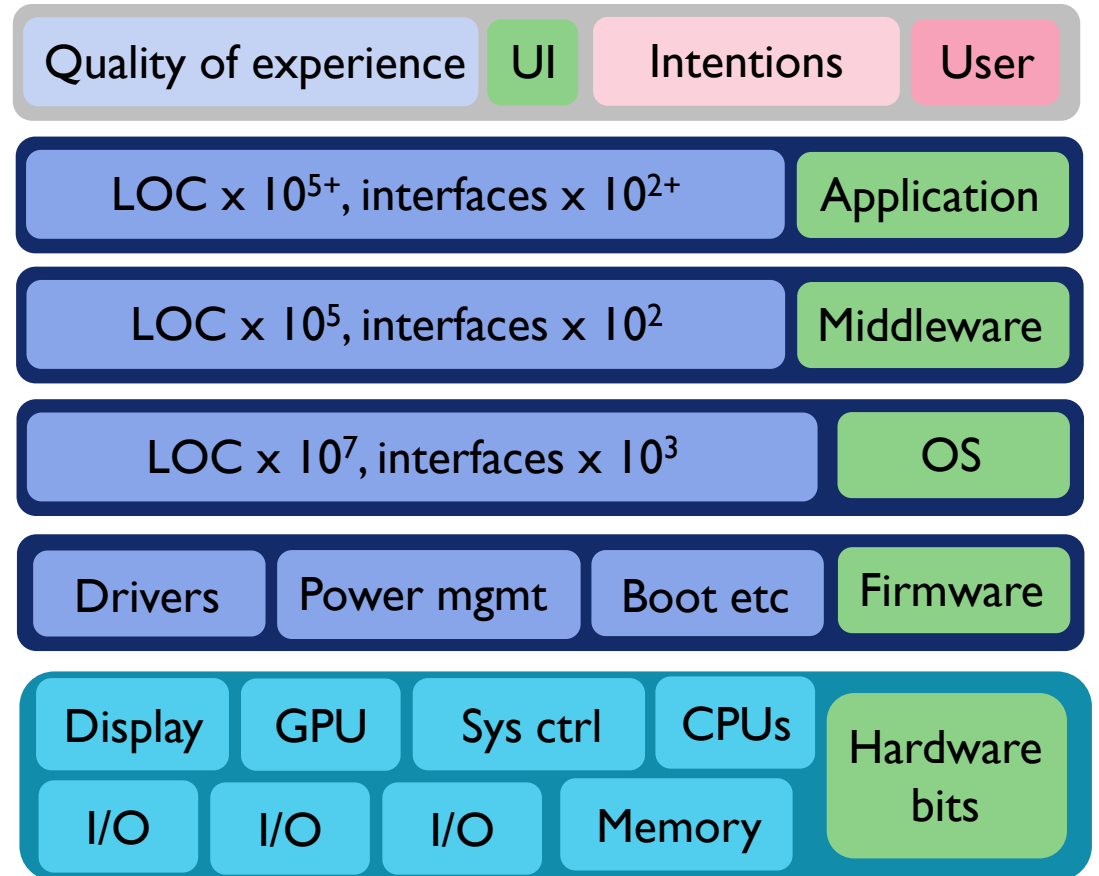 Quality of experience UI Intentions User
LOC x 10⁵⁺, interfaces x 10²⁺ Application
LOC x 10⁵, interfaces x 10² Middleware
LOC x 10⁷, interfaces x 10³ OS
Drivers Power mgmt Boot etc Firmware
Display GPU Sys ctrl CPUs
Hardware
bits
I/O I/O I/O Memory